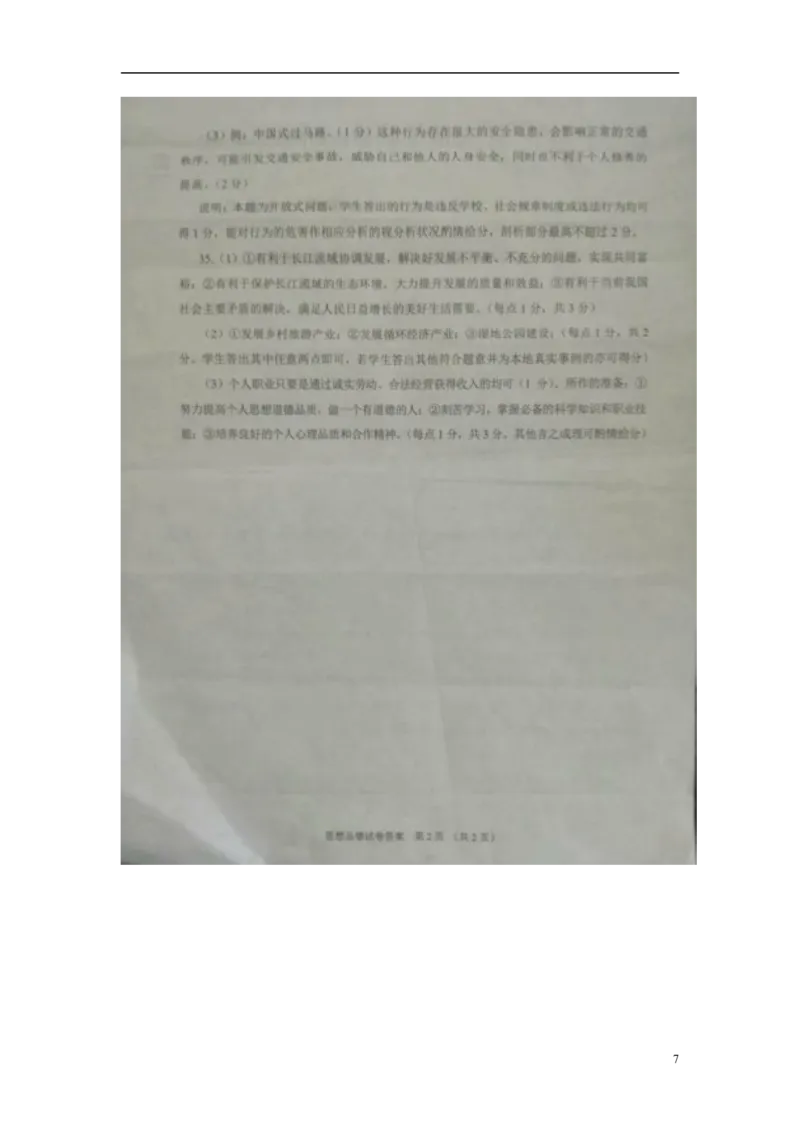 （3）例：中国式过马路。（1 分）这种行为存在很大的安全隐患，会影响正常的交通
秩序，可能引发交通安全事故，威胁自己和他人的人身安全，同时也不利于个人修养的
提高。（2 分）
说明：本题为开放式问题，学生答出的行为是违反学校、社会规章制度或违法行为均可
得 1 分，能对行为的危害作相应分析的视分析状况酌情给分，剖析部分最高不超过 2 分。
35.（1）①有利于长江流域协调发展，解决好发展不平衡、不充分的问题，实现共同富
裕；②有利于保护长江流域的生态环境，大力提升发展的质量和效益；③有利于当前我国
社会主要矛盾的解决，满足人民日益增长的美好生活需要。（每点 1 分，共 3 分）
（2）①发展乡村旅游产业；②发展循环经济产业；③湿地公园建设；（每点 1 分，共 2
分，学生答出其中任意两点即可，若学生答出其他符合题意并为本地真实事例的亦可得分）
（3）个人职业只要是通过诚实劳动、合法经营获得收入的均可（1 分）。所作的准备：①
努力提高个人思想道德品质，做一个有道德的人；②刻苦学习，掌握必备的科学知识和职业技
能；③培养良好的个人心理品质和合作精神。（每点 1 分，共 3 分，其他言之成理可酌情给分）
思想品德试卷答案 第 2 页 （共 2 页）
7